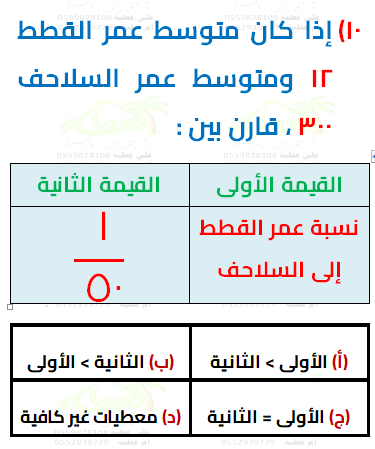 ١٠) إذا كان متوسط عمر القطط
١٢ ومتوسط عمر السلاحف
٣٠٠ ، قارن بين :
القيمة الأولى
القيمة الثانية
نسبة عمر القطط
إلى السلاحف
١
٥٠
(أ) الأولى > الثانية
(ب) الثانية > الأولى
(ج) الأولى = الثانية
(د) معطيات غير كافية